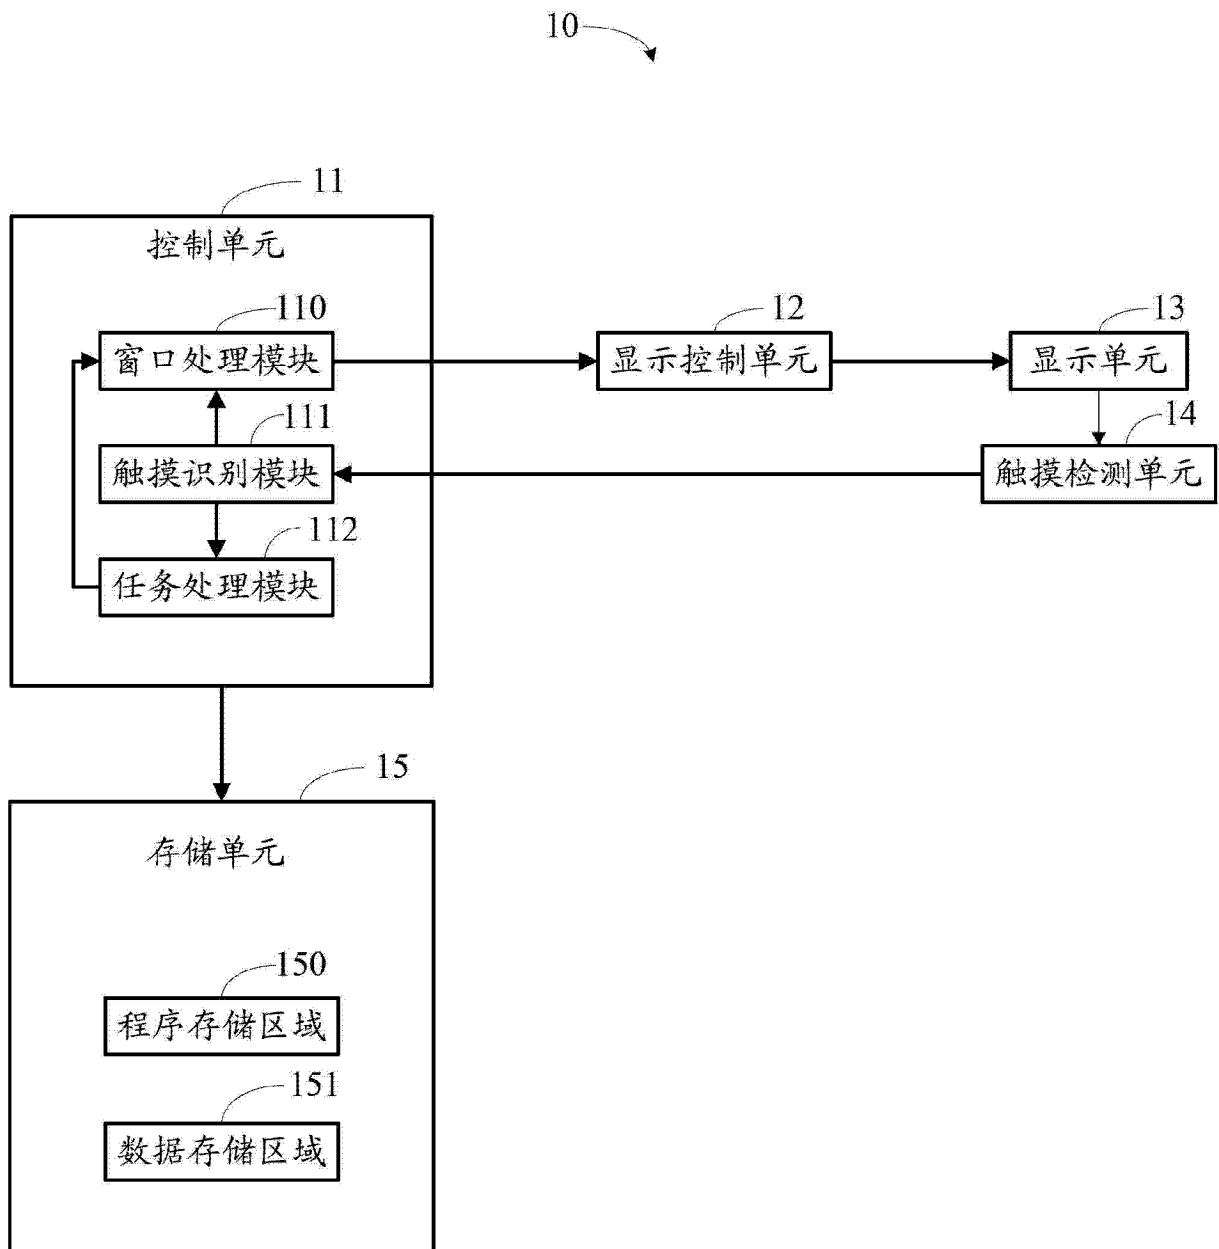 10
11
控制单元
110
窗口处理模块
12
显示控制单元
13
显示单元
111
触摸识别模块
14
触摸检测单元
112
任务处理模块
15
存储单元
150
程序存储区域
151
数据存储区域